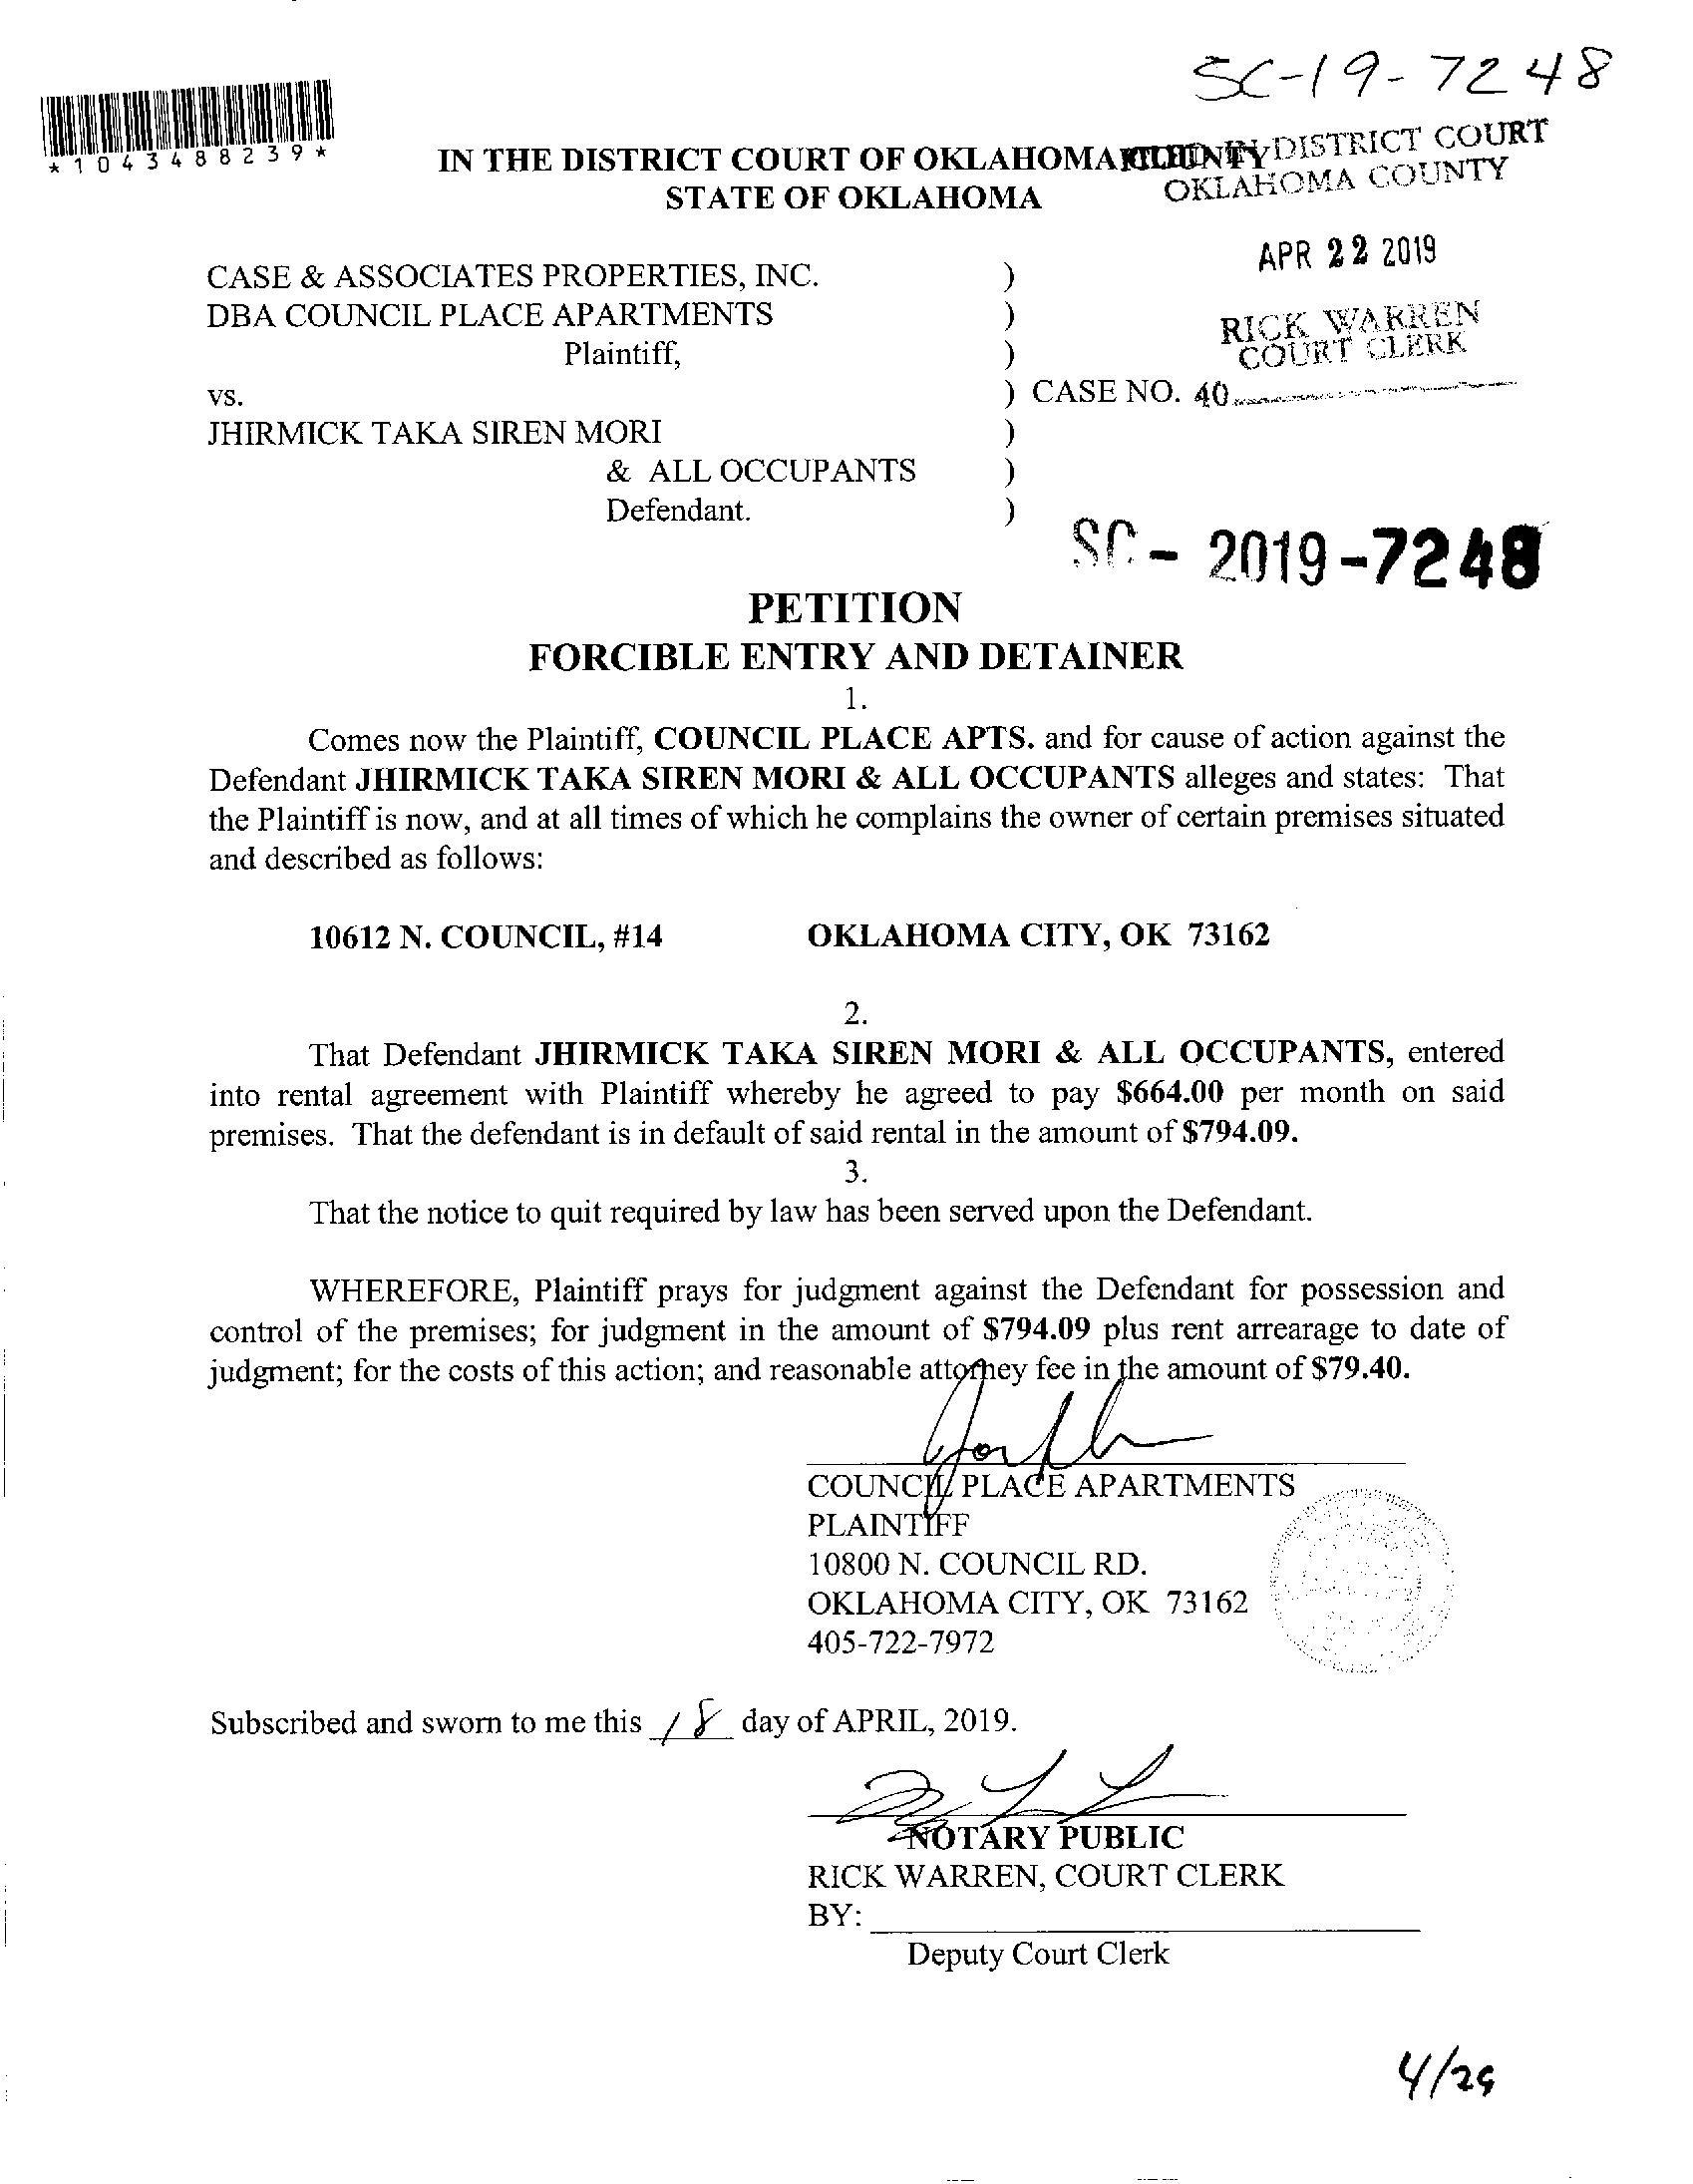 SC-19-7248
*1043488239*
IN THE DISTRICT COURT OF OKLAHOMA COUNTY
STATE OF OKLAHOMA
DISTRICT COURT
OKLAHOMA COUNTY
APR 22 2019
RICK WARREN
COURT CLERK
40
CASE & ASSOCIATES PROPERTIES, INC. )
DBA COUNCIL PLACE APARTMENTS )
Plaintiff, )
vs. ) CASE NO.
JHIRMICK TAKA SIREN MORI )
& ALL OCCUPANTS )
Defendant. )
SC - 2019-7248
PETITION
FORCIBLE ENTRY AND DETAINER
1.
Comes now the Plaintiff, COUNCIL PLACE APTS. and for cause of action against the
Defendant JHIRMICK TAKA SIREN MORI & ALL OCCUPANTS alleges and states: That
the Plaintiff is now, and at all times of which he complains the owner of certain premises situated
and described as follows:
10612 N. COUNCIL, #14 OKLAHOMA CITY, OK 73162
2.
That Defendant JHIRMICK TAKA SIREN MORI & ALL OCCUPANTS, entered
into rental agreement with Plaintiff whereby he agreed to pay $664.00 per month on said
premises. That the defendant is in default of said rental in the amount of $794.09.
3.
That the notice to quit required by law has been served upon the Defendant.
WHEREFORE, Plaintiff prays for judgment against the Defendant for possession and
control of the premises; for judgment in the amount of $794.09 plus rent arrearage to date of
judgment; for the costs of this action; and reasonable attorney fee in the amount of $79.40.
COUNCIL PLACE APARTMENTS
PLAINTIFF
10800 N. COUNCIL RD.
OKLAHOMA CITY, OK 73162
405-722-7972
Subscribed and sworn to me this 18 day of APRIL, 2019.
NOTARY PUBLIC
RICK WARREN, COURT CLERK
BY:
Deputy Court Clerk
4/29